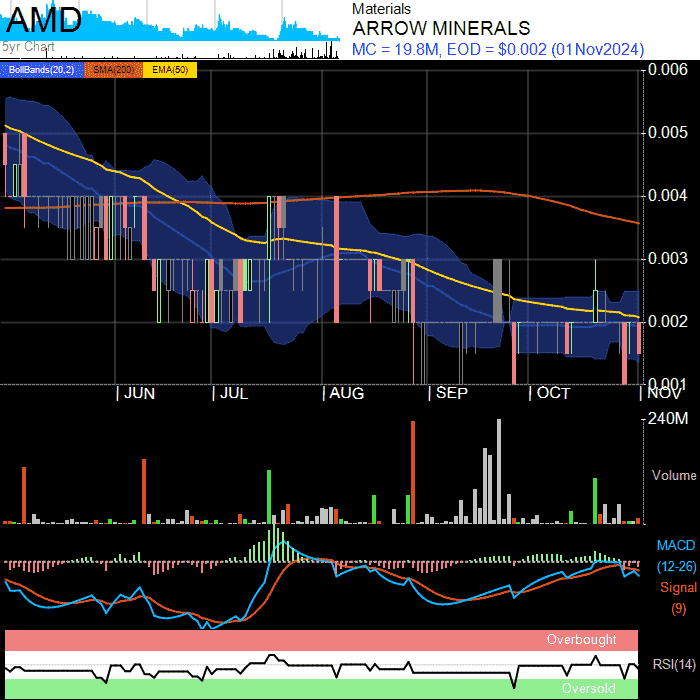 AMD
5yr Chart
Materials
ARROW MINERALS
MC = 19.8M, EOD = $0.002 (01Nov2024)
BollBands(20,2) SMA(200) EMA(50)
0.006
0.005
0.004
0.003
0.002
0.001
JUN JUL AUG SEP OCT NOV
240M
Volume
MACD
(12-26)
Signal
(9)
Overbought
RSI(14)
Oversold